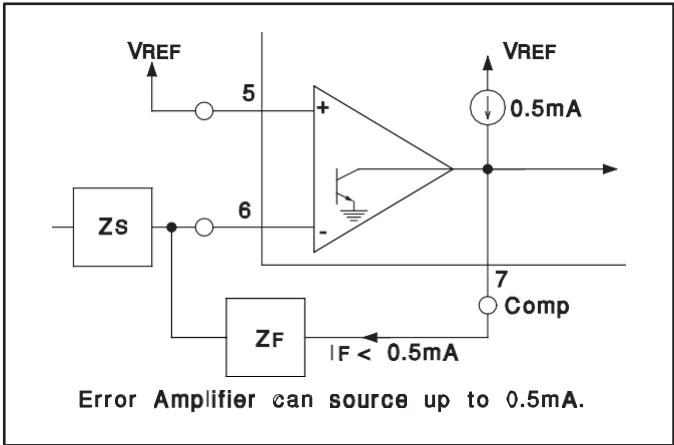 VREF
VREF
5
+
0.5mA
6
ZS
-
7
Comp
ZF
IF < 0.5mA
Error Amplifier can source up to 0.5mA.